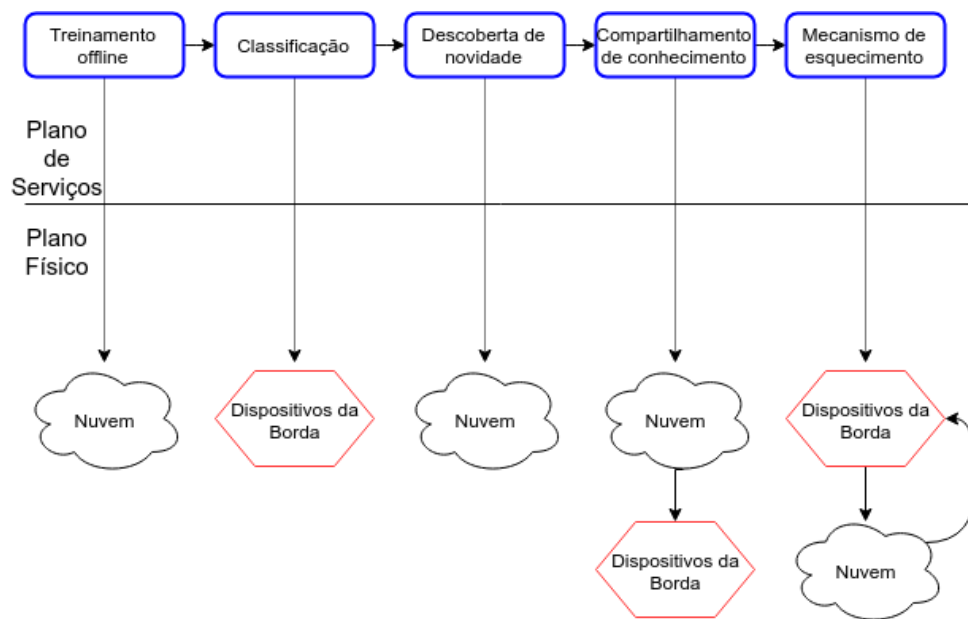 Treinamento
offline
Classificação
Descoberta de
novidade
Compartilhamento
de conhecimento
Mecanismo de
esquecimento
Plano
de
Serviços
Plano
Físico
Nuvem
Dispositivos da
Borda
Nuvem
Nuvem
Dispositivos da
Borda
Dispositivos da
Borda
Nuvem